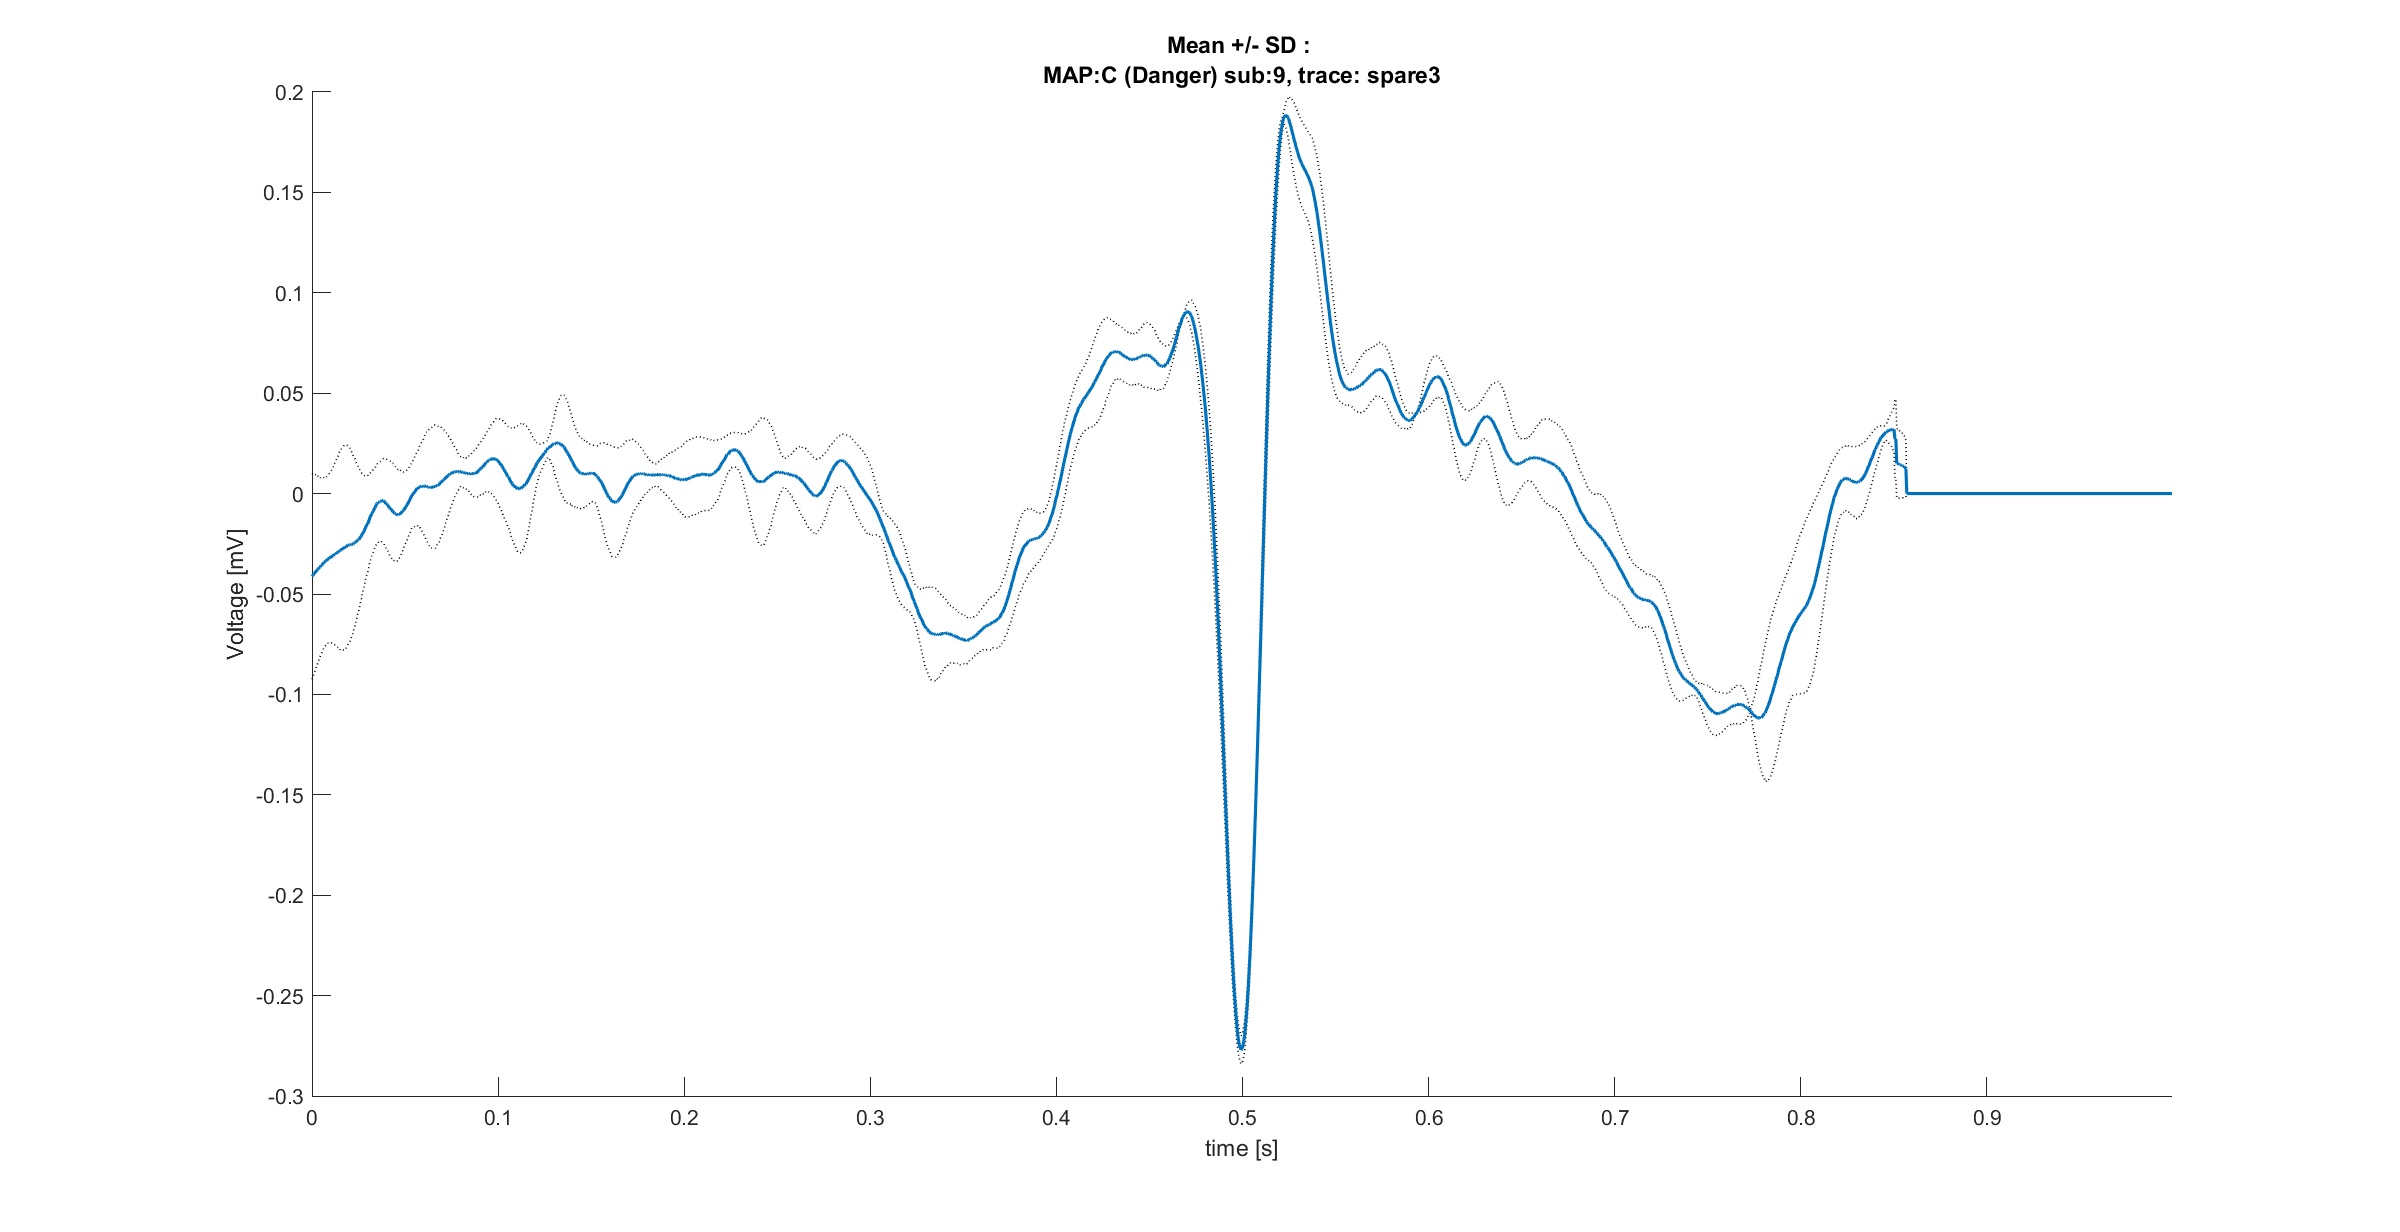 Mean +/- SD :
MAP:C (Danger) sub:9, trace: spare3
0.2
0.15
0.1
0.05
0
-0.05
-0.1
-0.15
-0.2
-0.25
-0.3
Voltage [mV]
0 0.1 0.2 0.3 0.4 0.5 0.6 0.7 0.8 0.9
time [s]